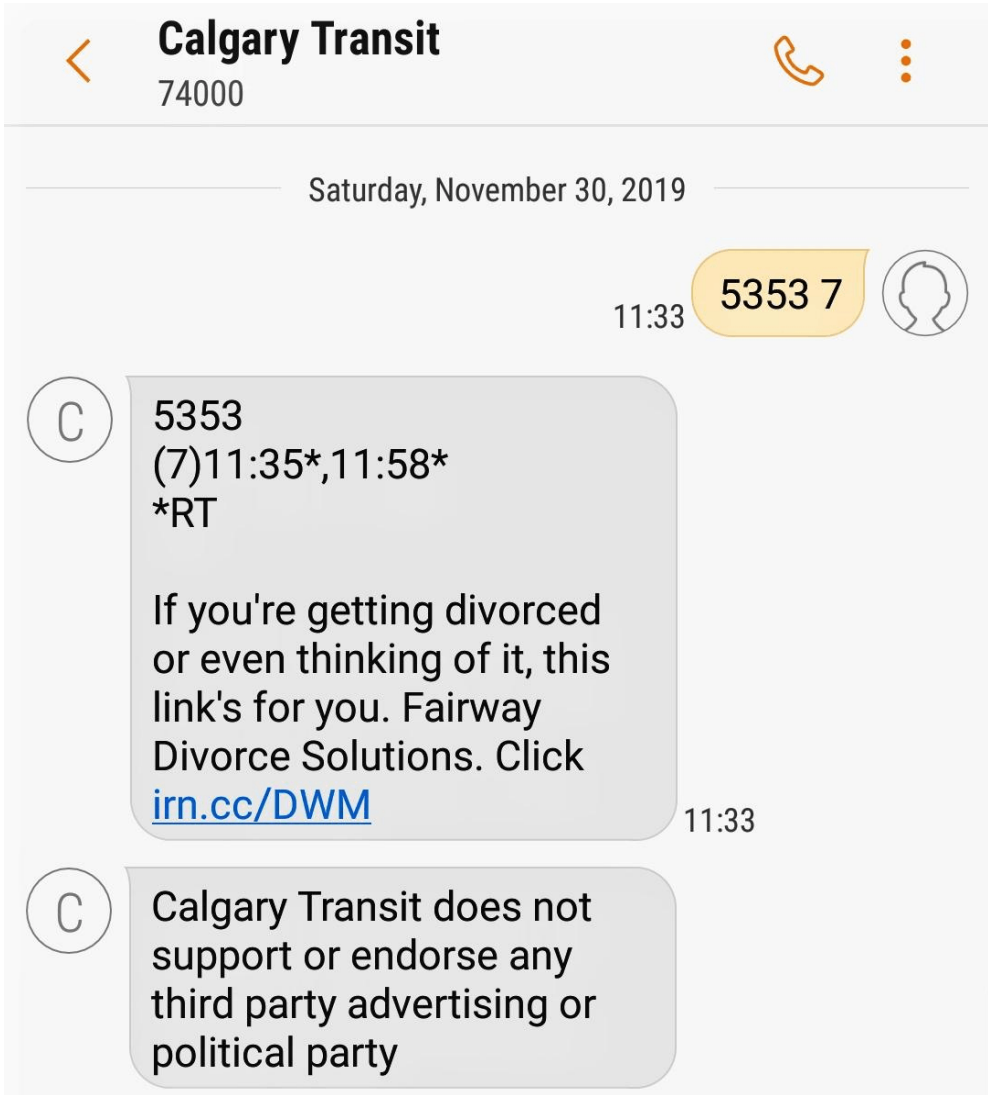 Calgary Transit
74000
Saturday, November 30, 2019
5353 7
11:33
C
5353
(7)11:35*,11:58*
*RT
If you're getting divorced
or even thinking of it, this
link's for you. Fairway
Divorce Solutions. Click
irn.cc/DWM
11:33
C
Calgary Transit does not
support or endorse any
third party advertising or
political party